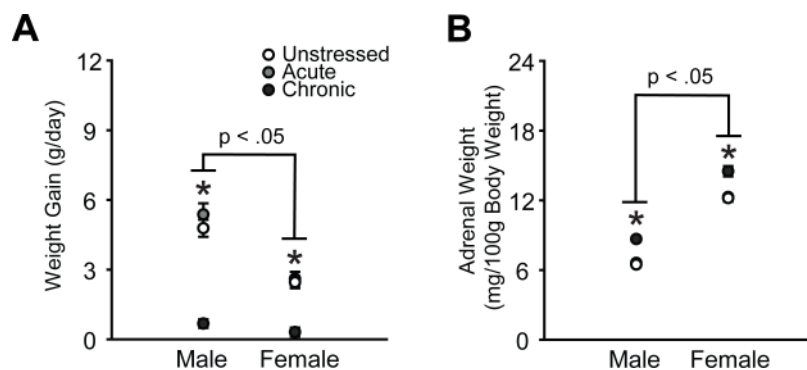 A
Weight Gain (g/day)
12
9
6
3
0
Unstressed
Acute
Chronic
p < .05
*
*
Male Female
B
Adrenal Weight
(mg/100g Body Weight)
24
18
12
6
0
p < .05
*
*
Male Female